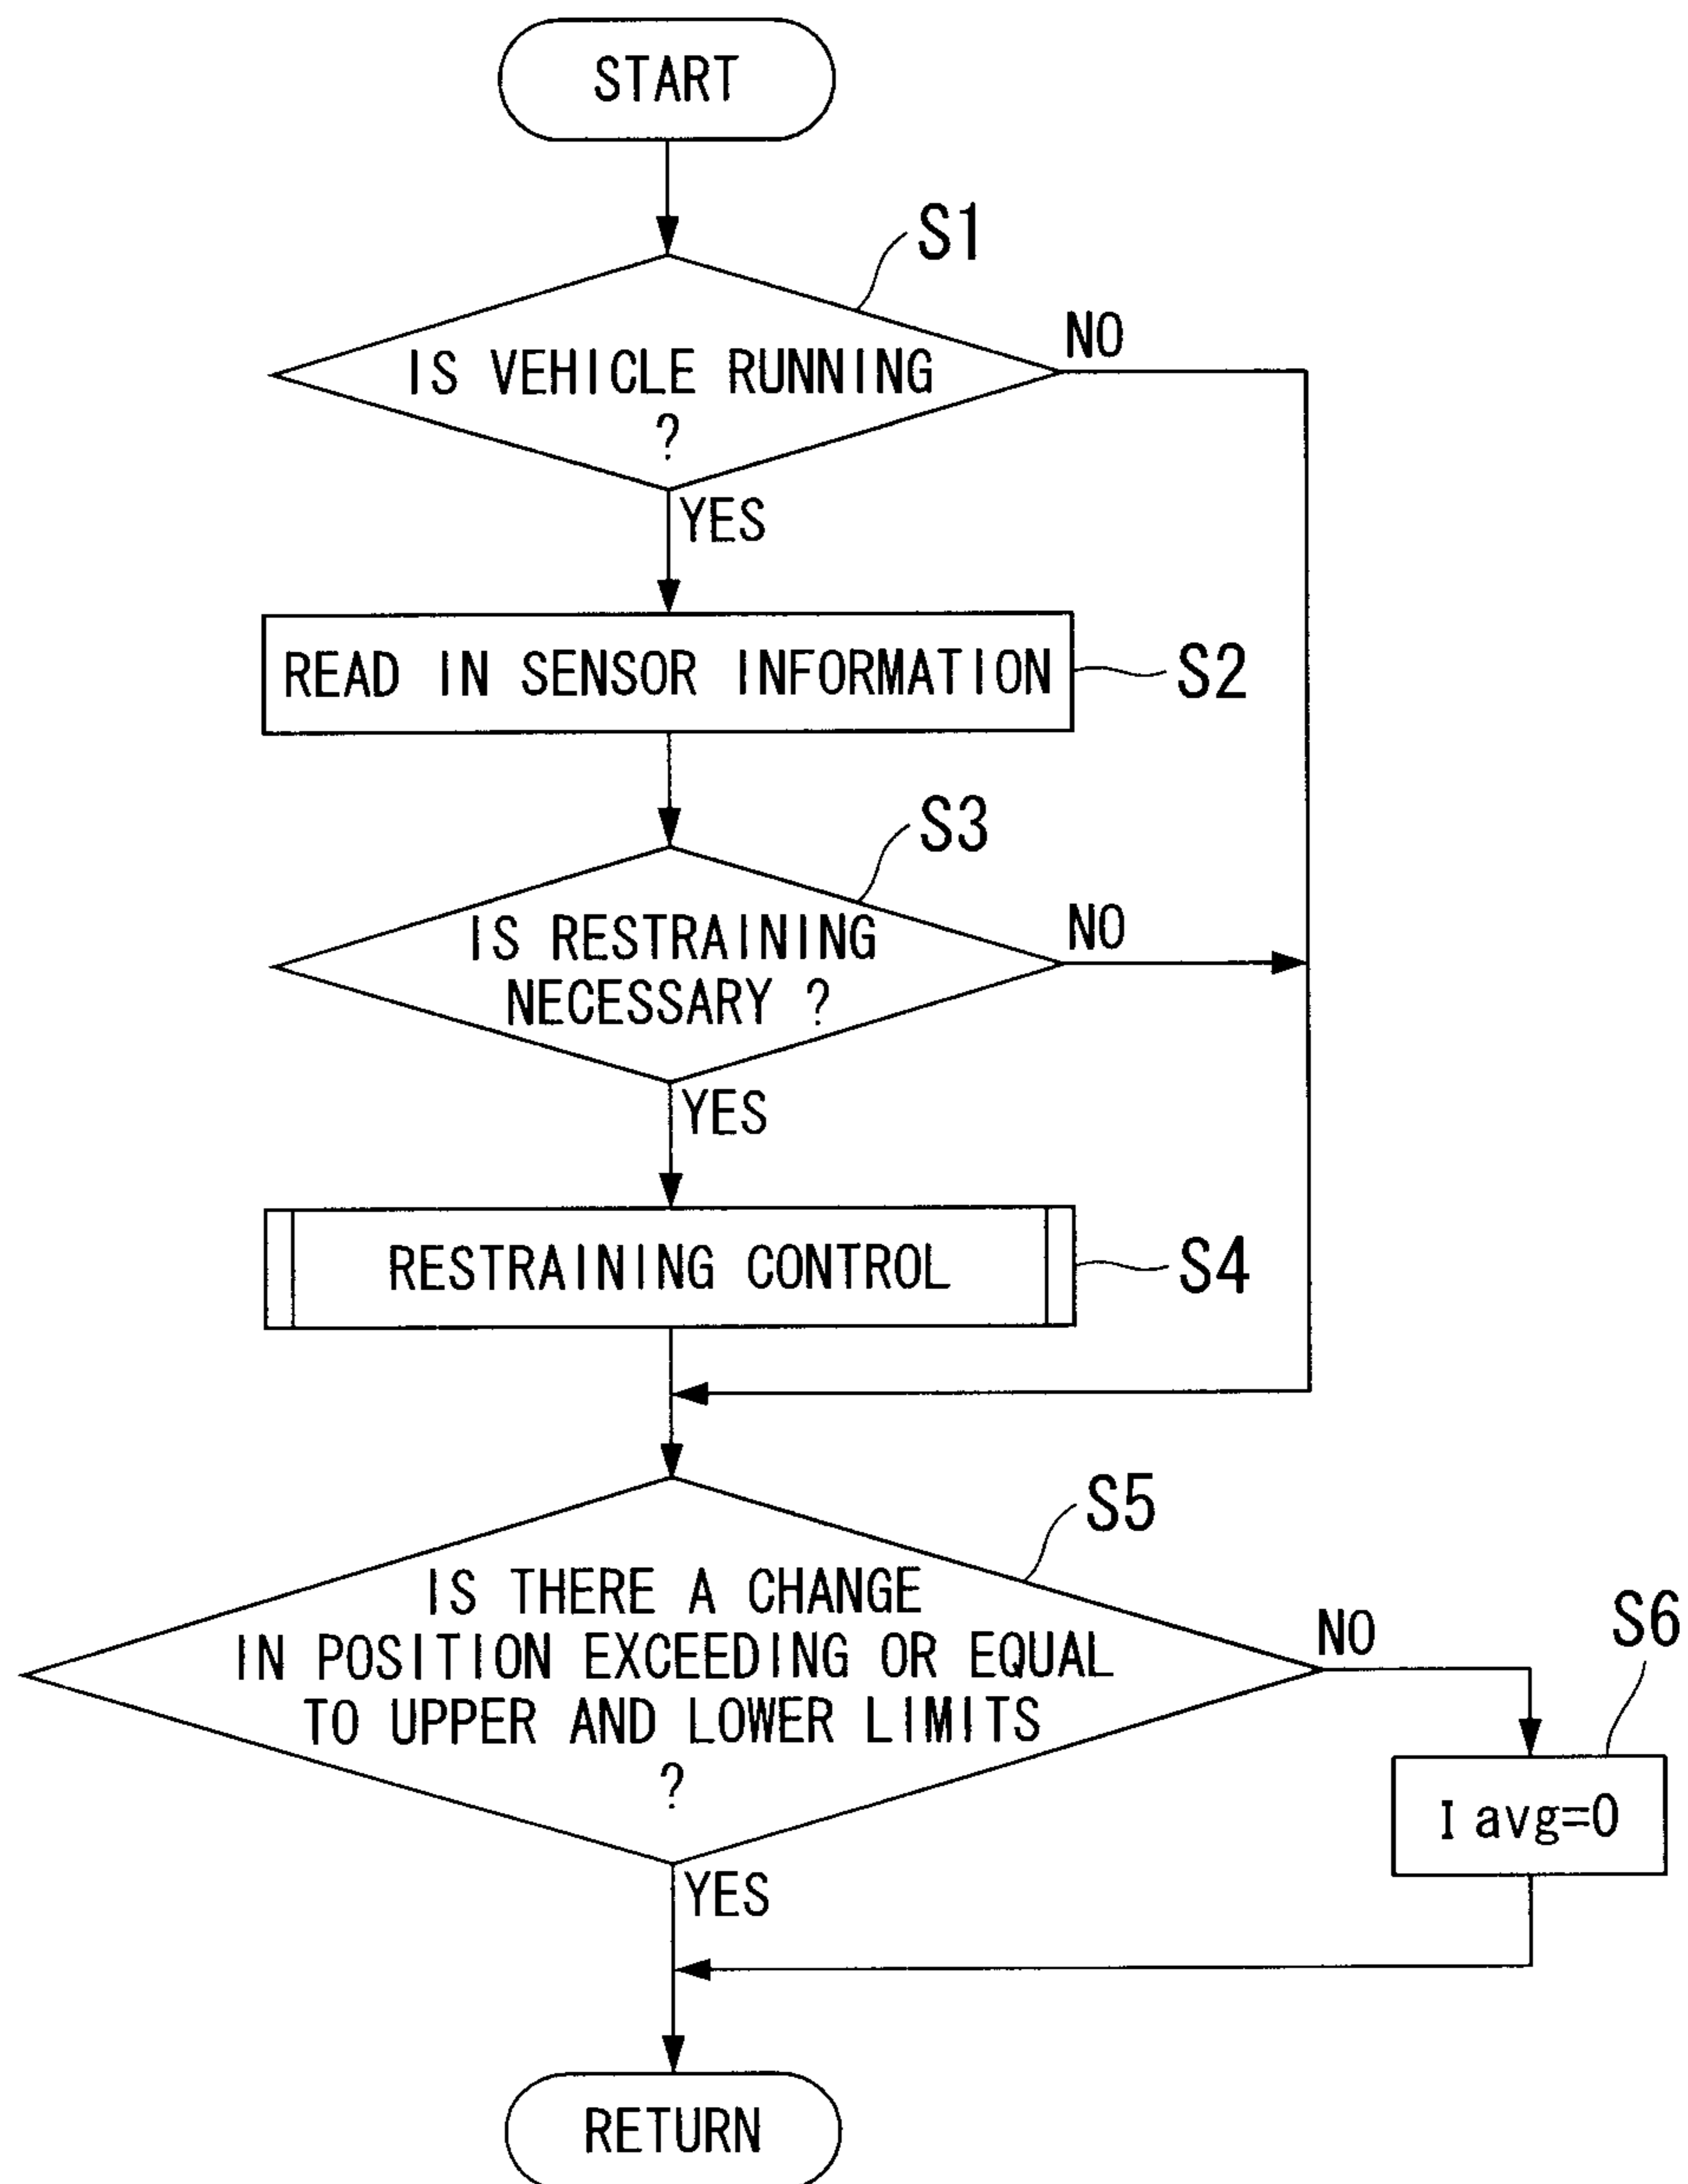 START
S1
NO
IS VEHICLE RUNNING
?
YES
READ IN SENSOR INFORMATION
S2
S3
IS RESTRAINING
NO
NECESSARY ?
YES
RESTRAINING CONTROL
S4
S5
IS THERE A CHANGE
IN POSITION EXCEEDING OR EQUAL
TO UPPER AND LOWER LIMITS
?
NO
S6
I avg=0
YES
RETURN